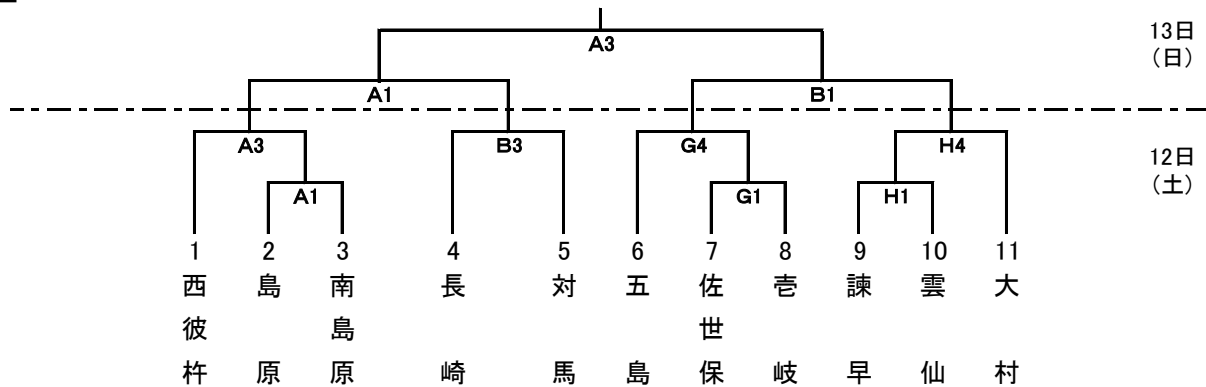 A3
13日
(日)
A1
B1
A3
B3
G4
H4
12日
(土)
A1
G1
H1
1
2
3
4
5
6
7
8
9
10
11
西彼杵
島原
南島原
長崎
対馬
五島
佐世保
壱岐
諫早
雲仙
大村